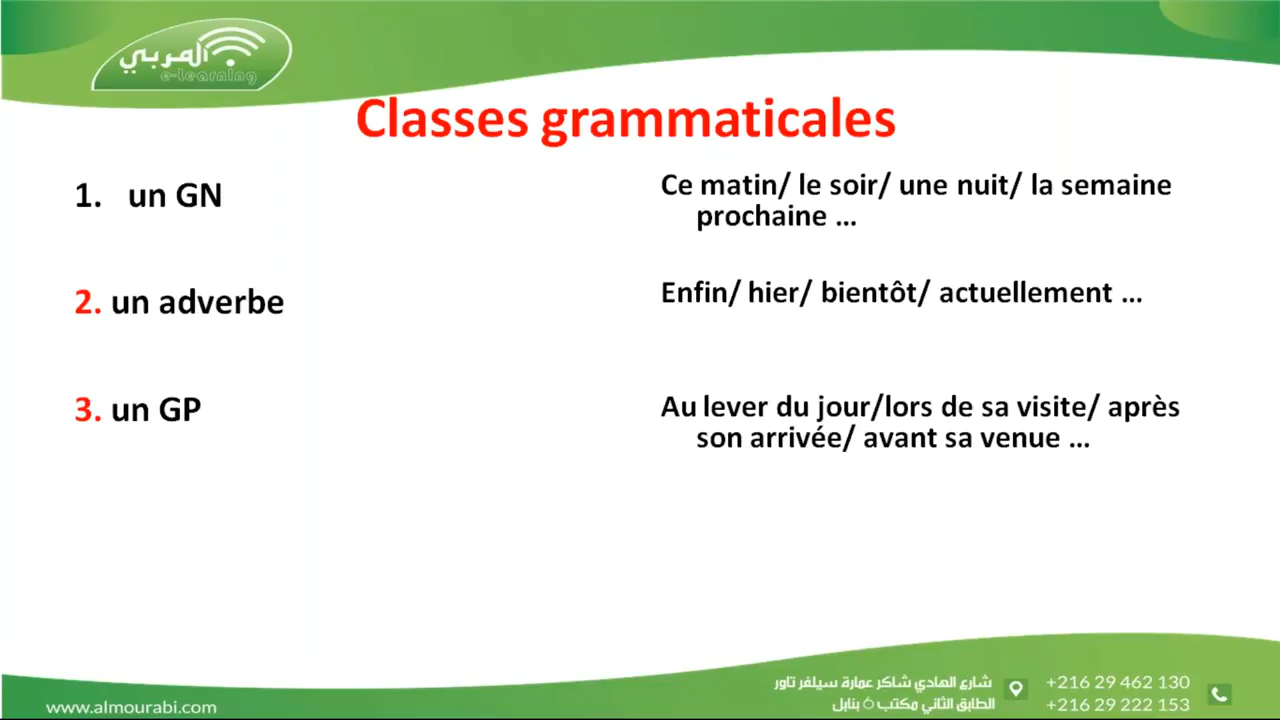 المربي
e-learning
Classes grammaticales
1. un GN
Ce matin/ le soir/ une nuit/ la semaine
prochaine ...
2. un adverbe
Enfin/ hier/ bientôt/ actuellement ...
3. un GP
Au lever du jour/lors de sa visite/ après
son arrivée/ avant sa venue ...
www.almourabi.com
شارع الهادي شاكر عمارة سيلفر تاور
الطابق الثاني مكتب بنابل
+216 29 462 130
+216 29 222 153